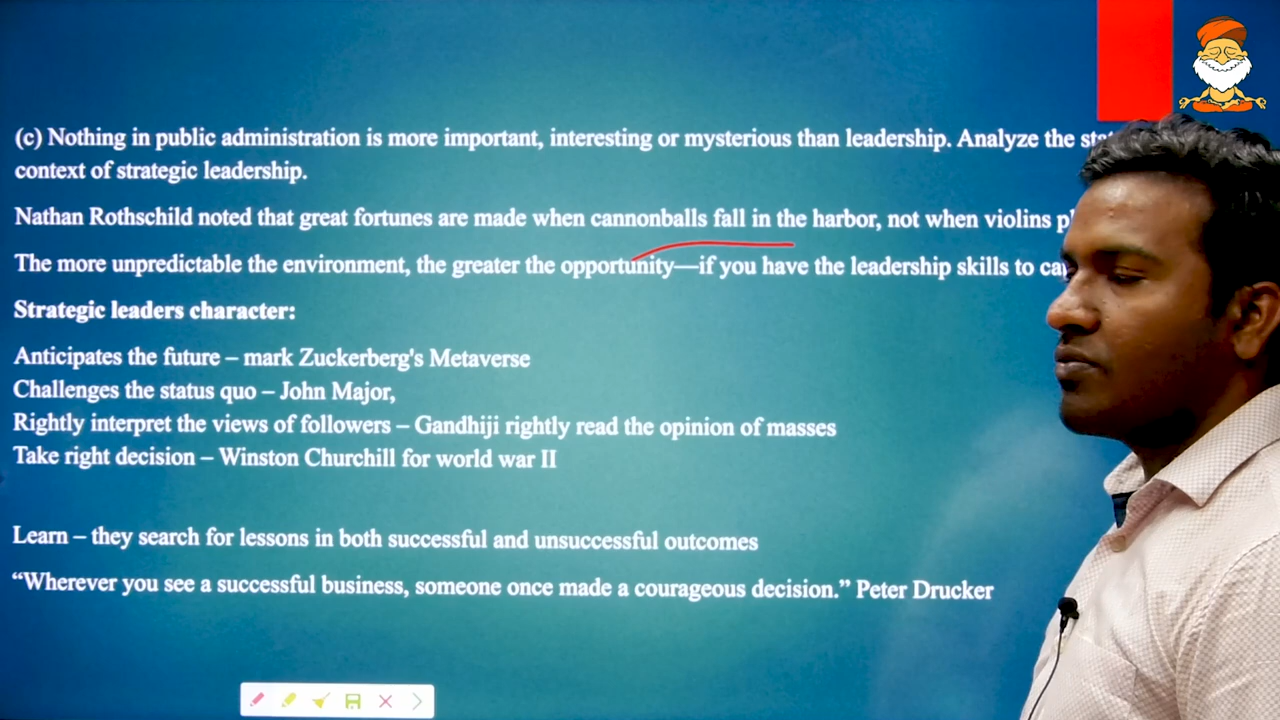 (c) Nothing in public administration is more important, interesting or mysterious than leadership. Analyze the
context of strategic leadership.
Nathan Rothschild noted that great fortunes are made when cannonballs fall in the harbor, not when violins
The more unpredictable the environment, the greater the opportunity—if you have the leadership skills to
Strategic leaders character:
Anticipates the future – mark Zuckerberg's Metaverse
Challenges the status quo – John Major,
Rightly interpret the views of followers – Gandhiji rightly read the opinion of masses
Take right decision – Winston Churchill for world war II
Learn – they search for lessons in both successful and unsuccessful outcomes
“Wherever you see a successful business, someone once made a courageous decision.” Peter Drucker